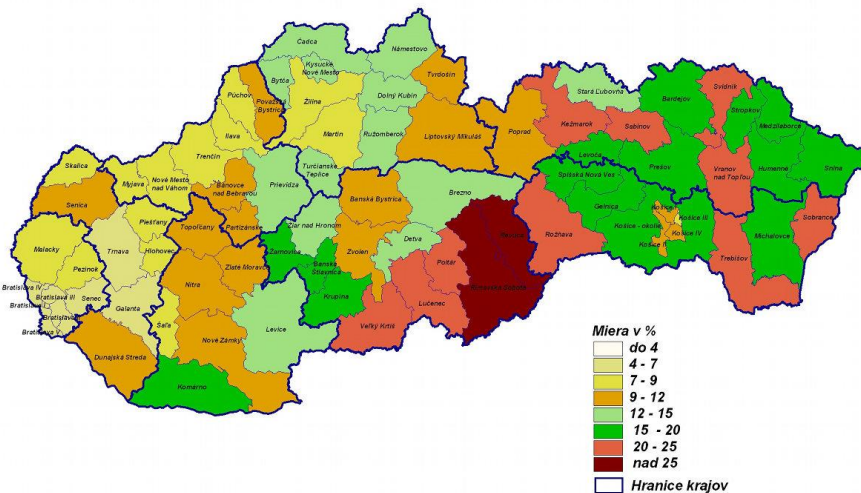 Čadca
Námestovo
Kysucké
Nové Mesto
Bytča
Tvrdošín
Púchov
Považská
Bystrica
Žilina
Dolný Kubín
Ilava
Martin
Ružomberok
Liptovský Mikuláš
Trenčín
Turčianske
Teplice
Prievidza
Poprad
Kežmarok
Stará Ľubovňa
Sabinov
Bardejov
Svidník
Stropkov
Medzilaborce
Levoča
Prešov
Vranov
nad Topľou
Humenné
Snina
Spišská Nová Ves
Gelnica
Rožňava
Košice - okolie
Košice III
Košice II
Košice IV
Michalovce
Sobrance
Trebišov
Skalica
Myjava
Nové Mesto
nad Váhom
Bánovce
nad Bebravou
Senica
Piešťany
Topoľčany
Partizánske
Banská Bystrica
Brezno
Žiar nad Hronom
Žarnovica
Zvolen
Detva
Banská
Štiavnica
Krupina
Poltár
Lučenec
Veľký Krtíš
Rimavská Sobota
Malacky
Trnava
Hlohovec
Pezinok
Zlaté Moravce
Nitra
Bratislava IV
Bratislava III
Senec
Bratislava V
Galanta
Šaľa
Levice
Dunajská Streda
Nové Zámky
Komárno
Miera v %
do 4
4 - 7
7 - 9
9 - 12
12 - 15
15 - 20
20 - 25
nad 25
Hranice krajov